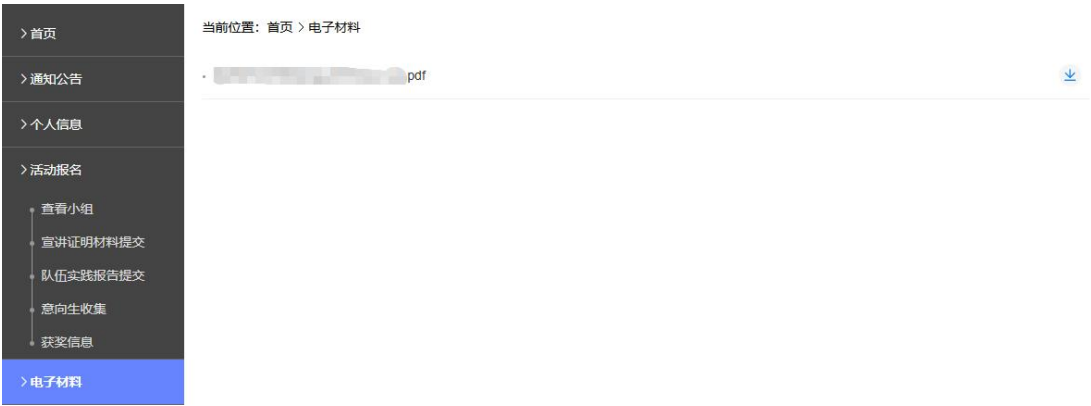 首页
通知公告
个人信息
活动报名
查看小组
宣讲证明材料提交
队伍实践报告提交
意向生收集
获奖信息
电子材料
当前位置：首页 > 电子材料
pdf